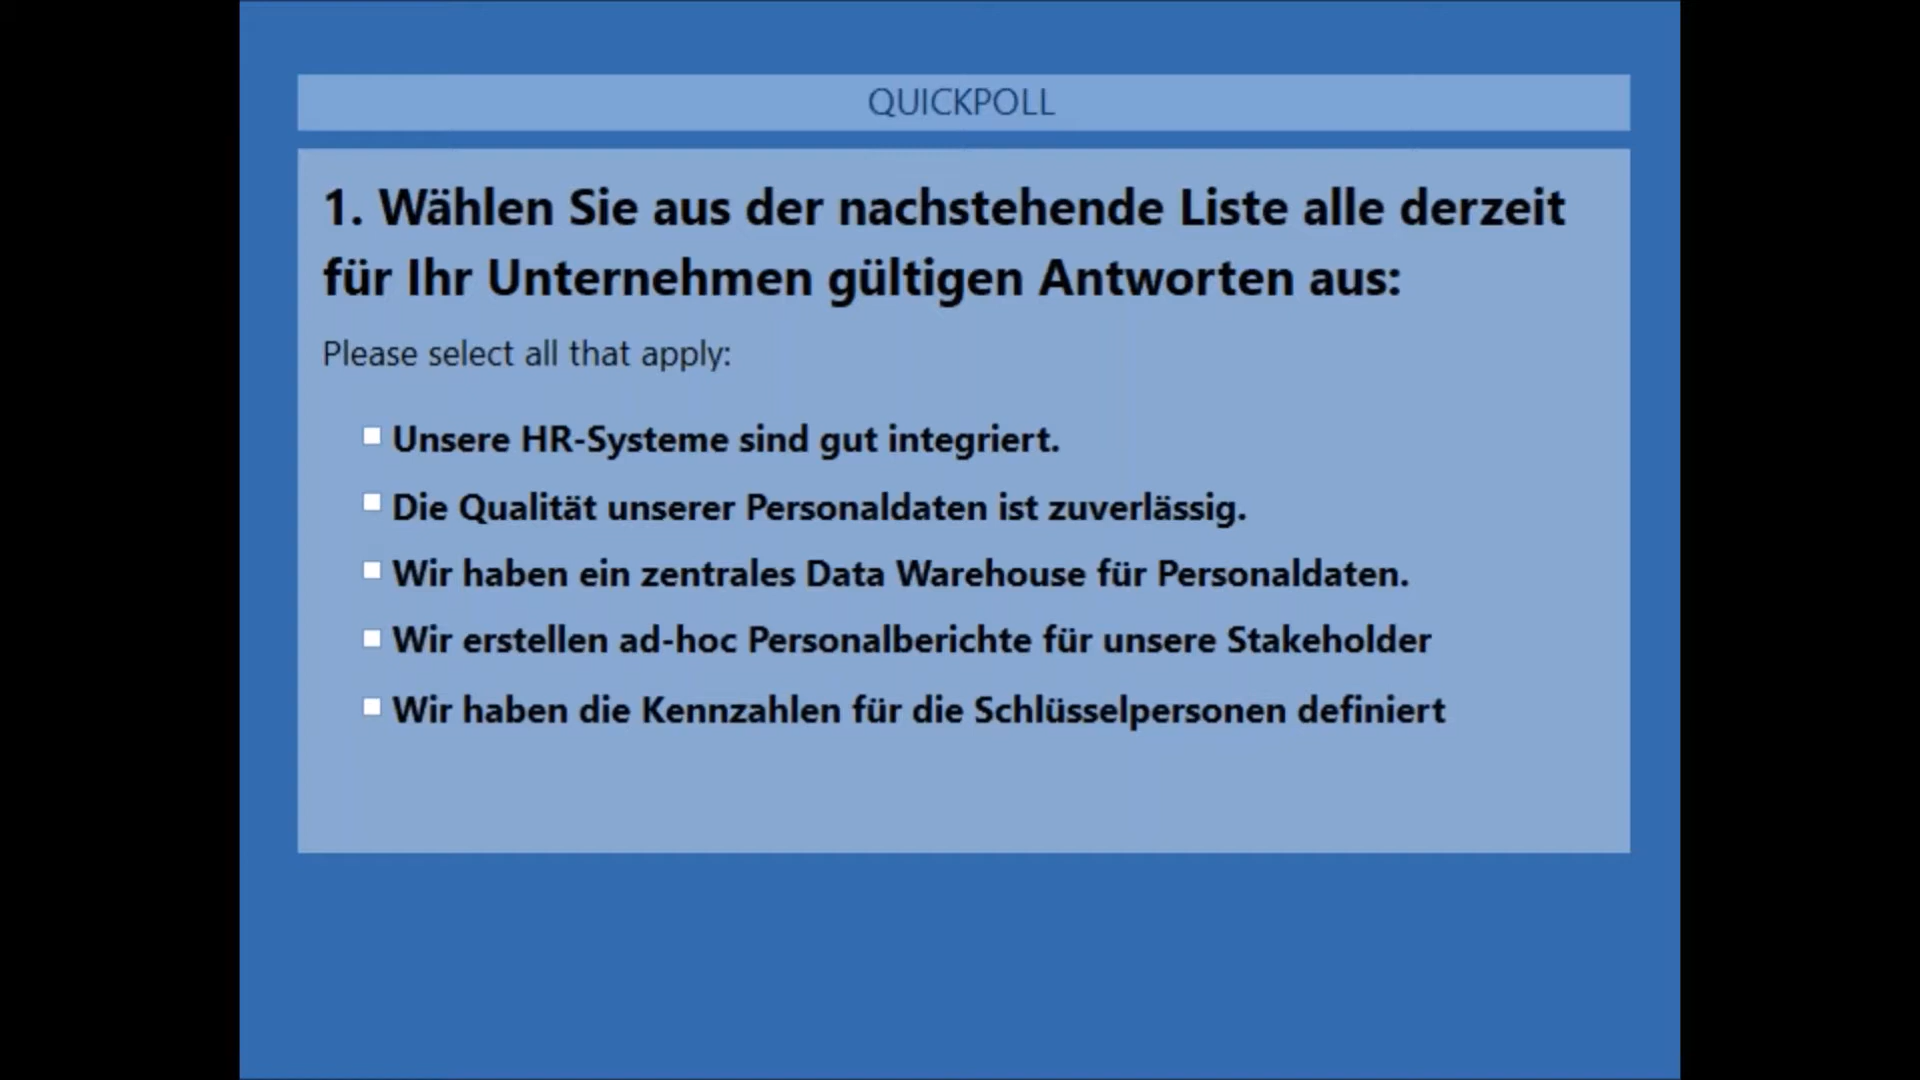 QUICKPOLL
1. Wählen Sie aus der nachstehende Liste alle derzeit
für Ihr Unternehmen gültigen Antworten aus:
Please select all that apply:
Unsere HR-Systeme sind gut integriert.
Die Qualität unserer Personaldaten ist zuverlässig.
Wir haben ein zentrales Data Warehouse für Personaldaten.
Wir erstellen ad-hoc Personalberichte für unsere Stakeholder
Wir haben die Kennzahlen für die Schlüsselpersonen definiert